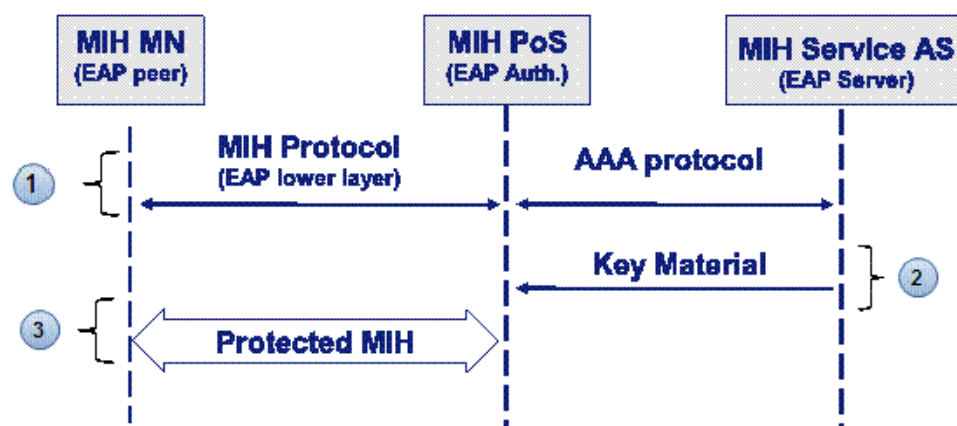 MIH MN
(EAP peer)
MIH PoS
(EAP Auth.)
MIH Service AS
(EAP Server)
MIH Protocol
(EAP lower layer)
AAA protocol
1
Key Material
2
3
Protected MIH